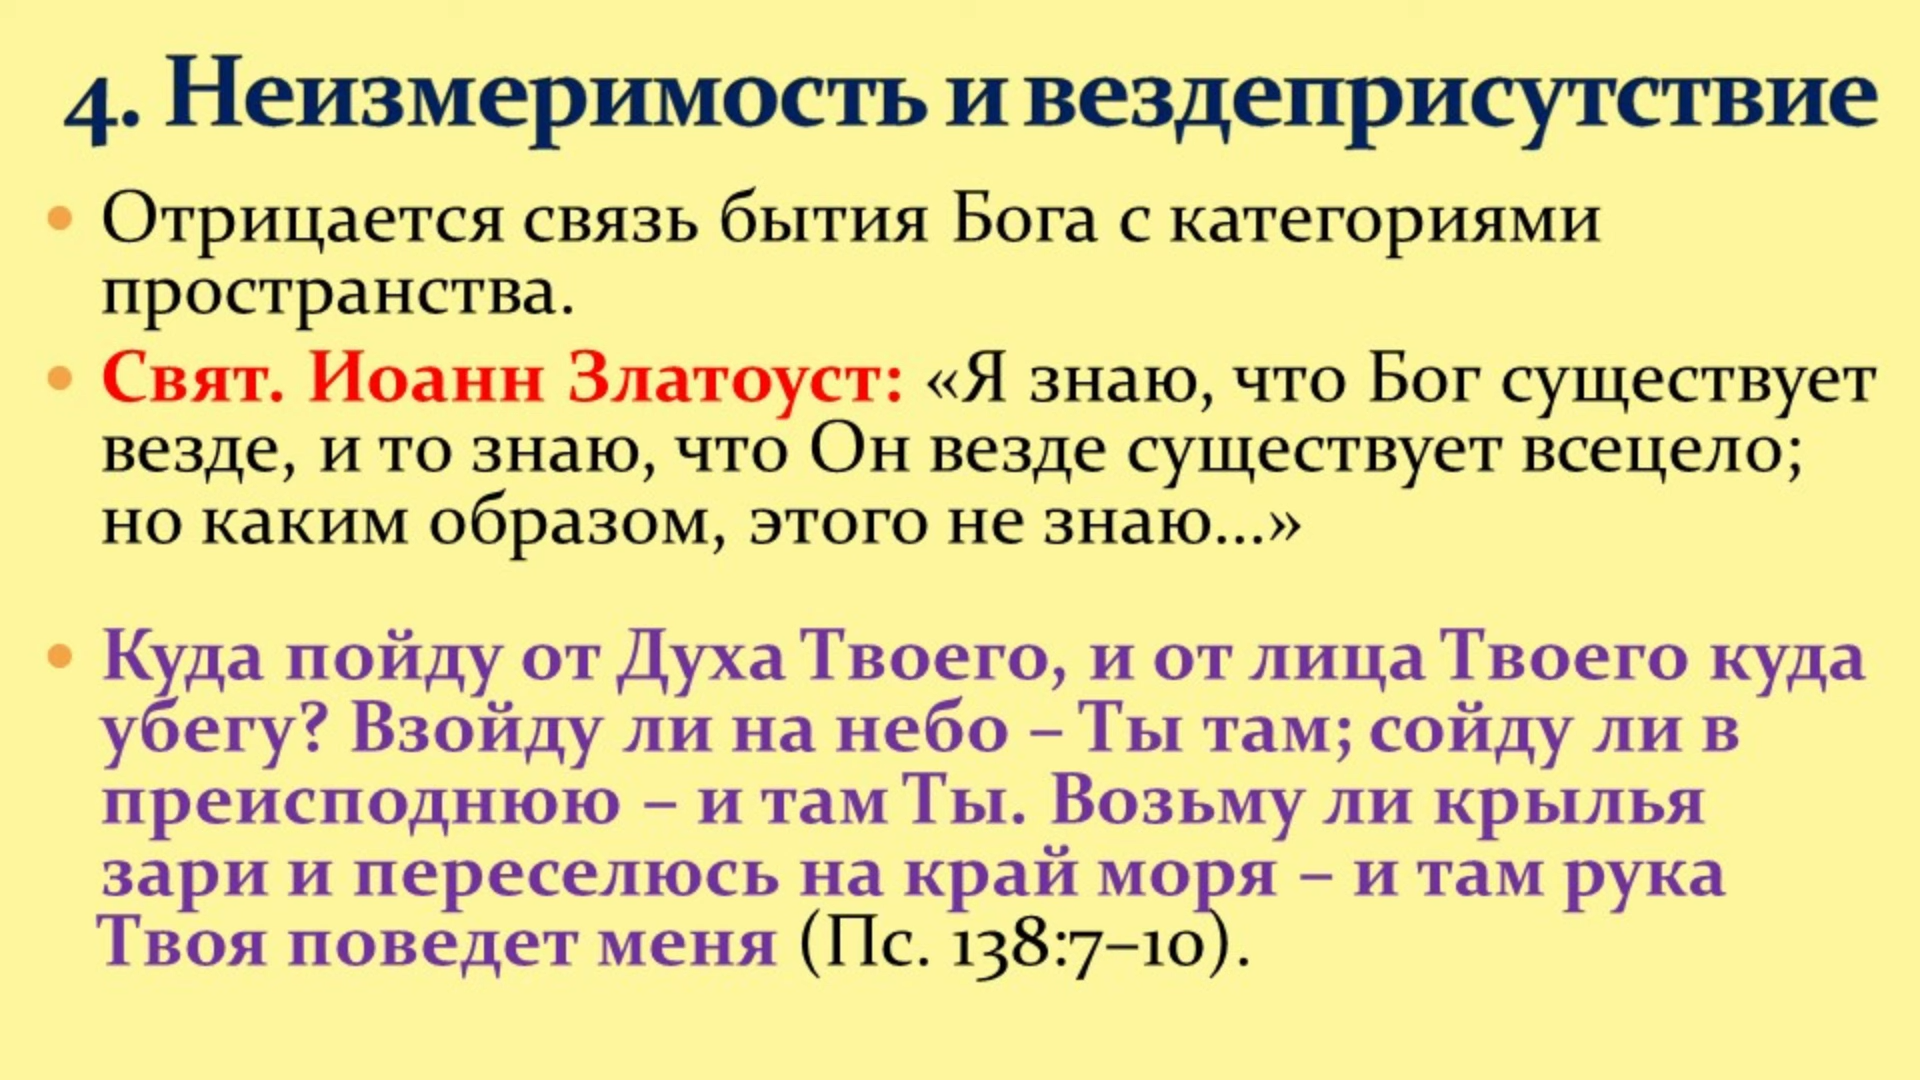 4. Неизмеримость и вездеприсутствие
• Отрицается связь бытия Бога с категориями
пространства.
• Свят. Иоанн Златоуст: «Я знаю, что Бог существует
везде, и то знаю, что Он везде существует всецело;
но каким образом, этого не знаю...»
• Куда пойду от Духа Твоего, и от лица Твоего куда
убегу? Взойду ли на небо – Ты там; сойду ли в
преисподнюю – и там Ты. Возьму ли крылья
зари и переселюсь на край моря – и там рука
Твоя поведет меня (Пс. 138:7–10).